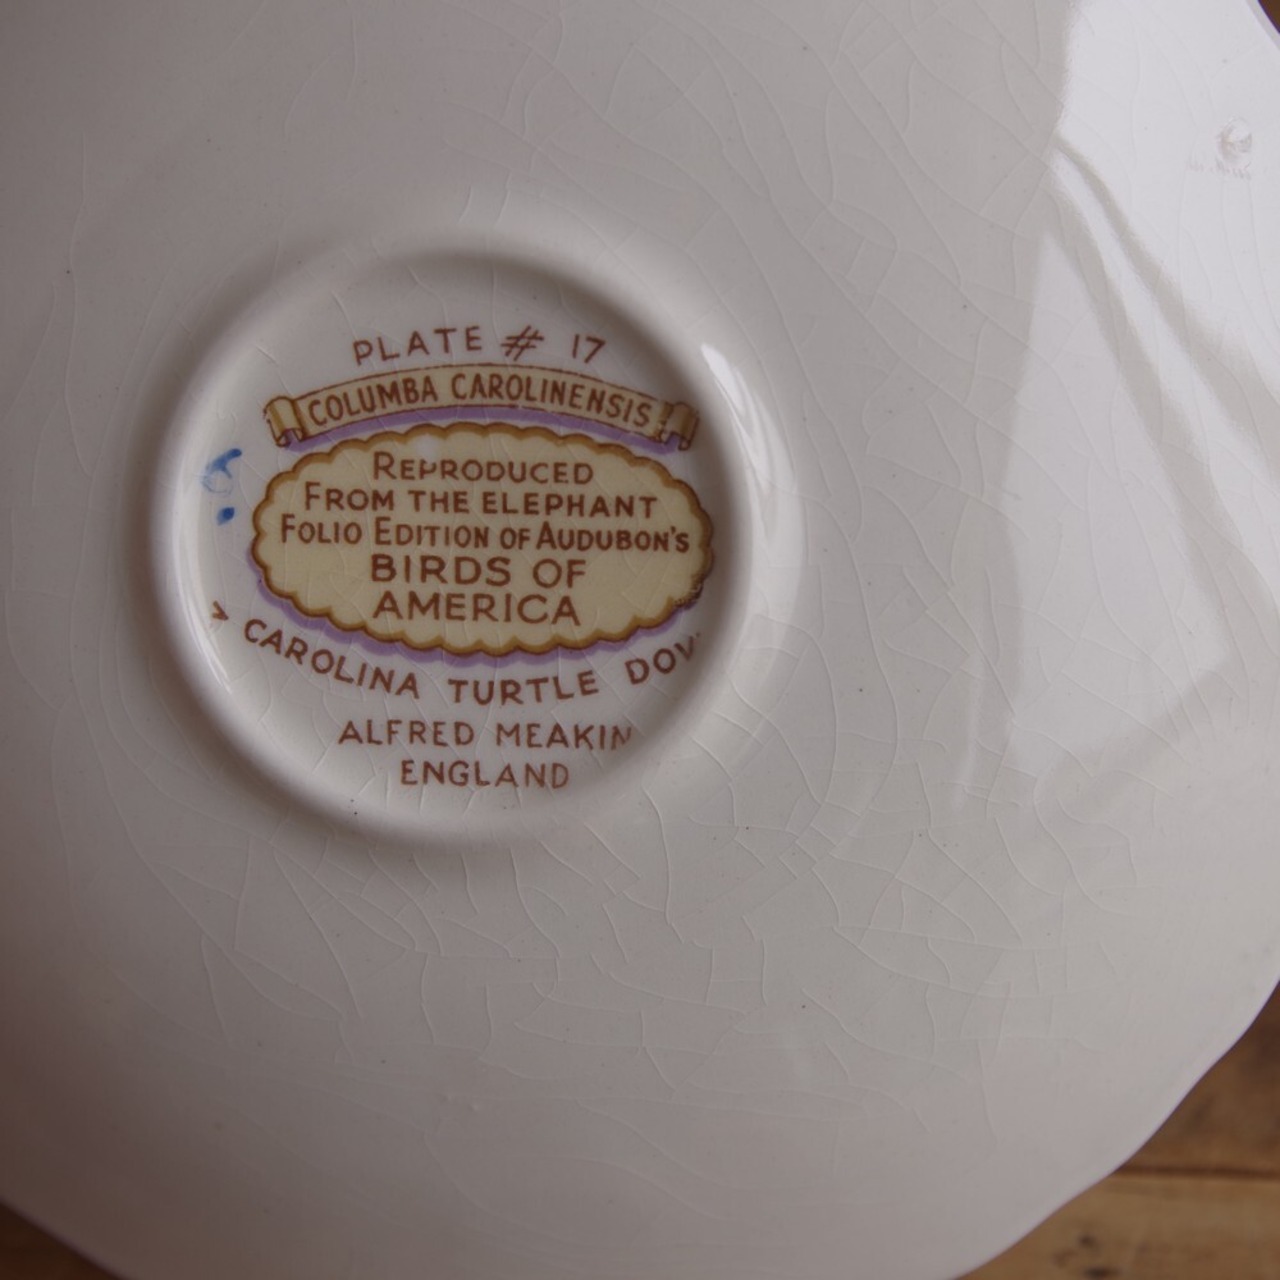 PLATE # 17
COLUMBA CAROLINENSIS
REPRODUCED
FROM THE ELEPHANT
FOLIO EDITION OF AUDUBON'S
BIRDS OF
AMERICA
CAROLINA TURTLE DOV
ALFRED MEAKIN
ENGLAND